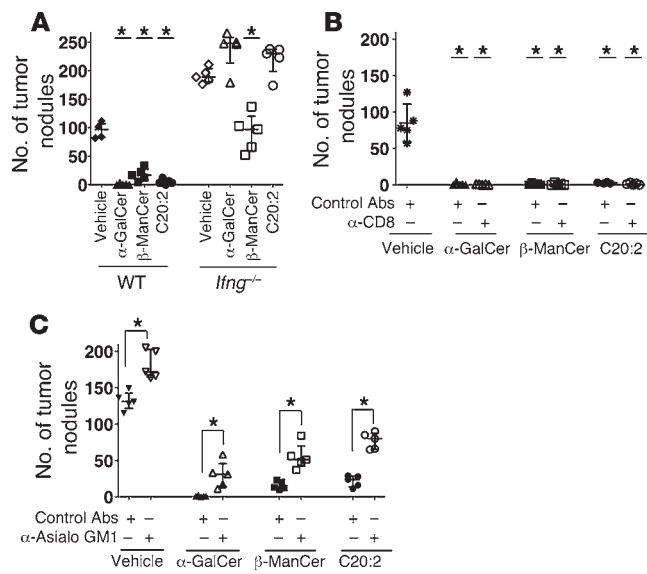 A
No. of tumor nodules
250
200
150
100
50
0
* * * *
Vehicle α-GalCer β-ManCer C20:2 Vehicle α-GalCer β-ManCer C20:2
WT Ifng–/–
B
No. of tumor nodules
200
150
100
50
0
* * * * * *
Control Abs + + – + – + –
α-CD8 – – + – + – +
Vehicle α-GalCer β-ManCer C20:2
C
No. of tumor nodules
200
150
100
50
0
* * * *
Control Abs + – + – + – + –
α-Asialo GM1 – + – + – + – +
Vehicle α-GalCer β-ManCer C20:2